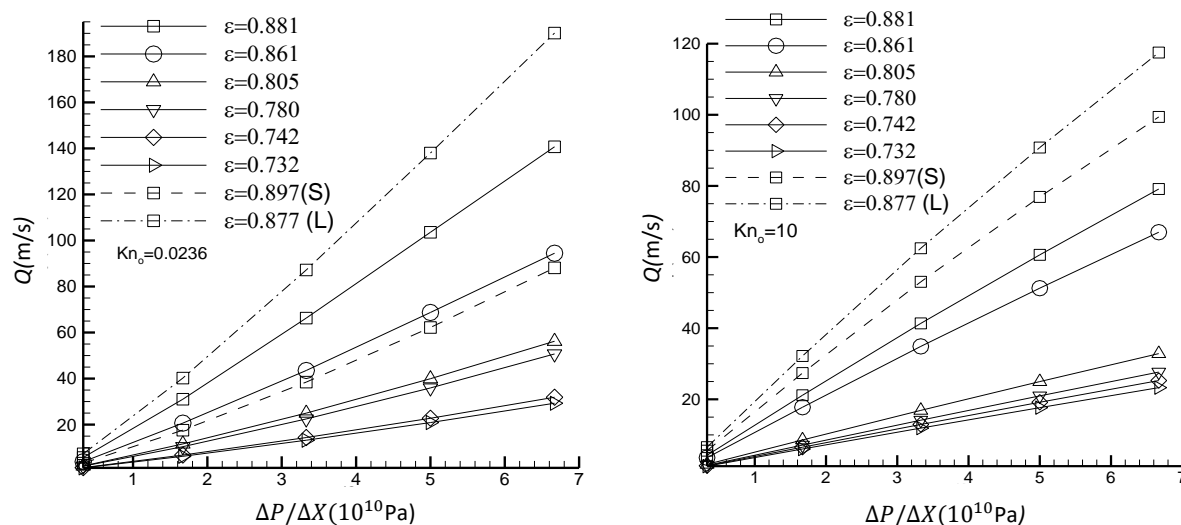 ε=0.881
ε=0.861
ε=0.805
ε=0.780
ε=0.742
ε=0.732
ε=0.897(S)
ε=0.877 (L)
Kn₀=0.0236
Q(m/s)
180
160
140
120
100
80
60
40
20
1 2 3 4 5 6 7
ΔP/ΔX(10¹⁰Pa)
ε=0.881
ε=0.861
ε=0.805
ε=0.780
ε=0.742
ε=0.732
ε=0.897(S)
ε=0.877 (L)
Kn₀=10
Q(m/s)
120
100
80
60
40
20
1 2 3 4 5 6 7
ΔP/ΔX(10¹⁰Pa)